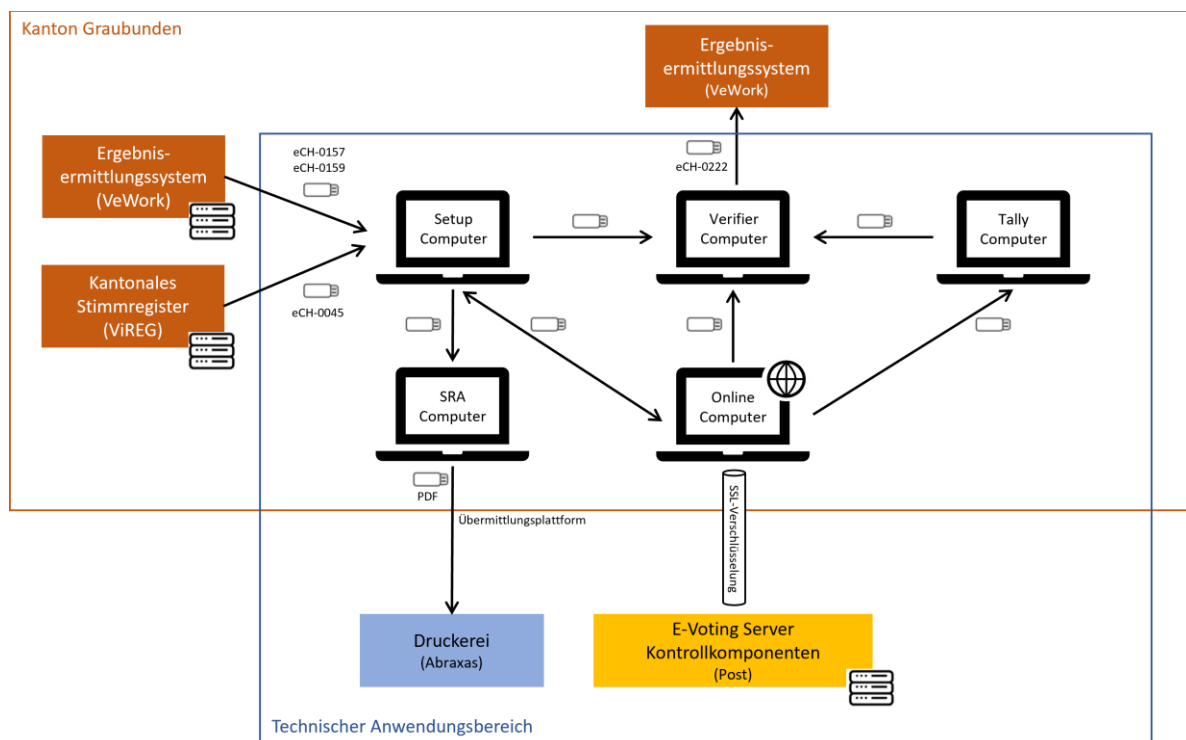 Kanton Graubunden
Ergebnis-
ermittlungssystem
(VeWork)
Ergebnis-
ermittlungssystem
(VeWork)
eCH-0157
eCH-0159
eCH-0222
Setup
Computer
Verifier
Computer
Tally
Computer
Kantonales
Stimmregister
(ViREG)
eCH-0045
SRA
Computer
Online
Computer
PDF
SSL-Verschlüsselung
Übermittlungsplattform
Druckerei
(Abraxas)
E-Voting Server
Kontrollkomponenten
(Post)
Technischer Anwendungsbereich